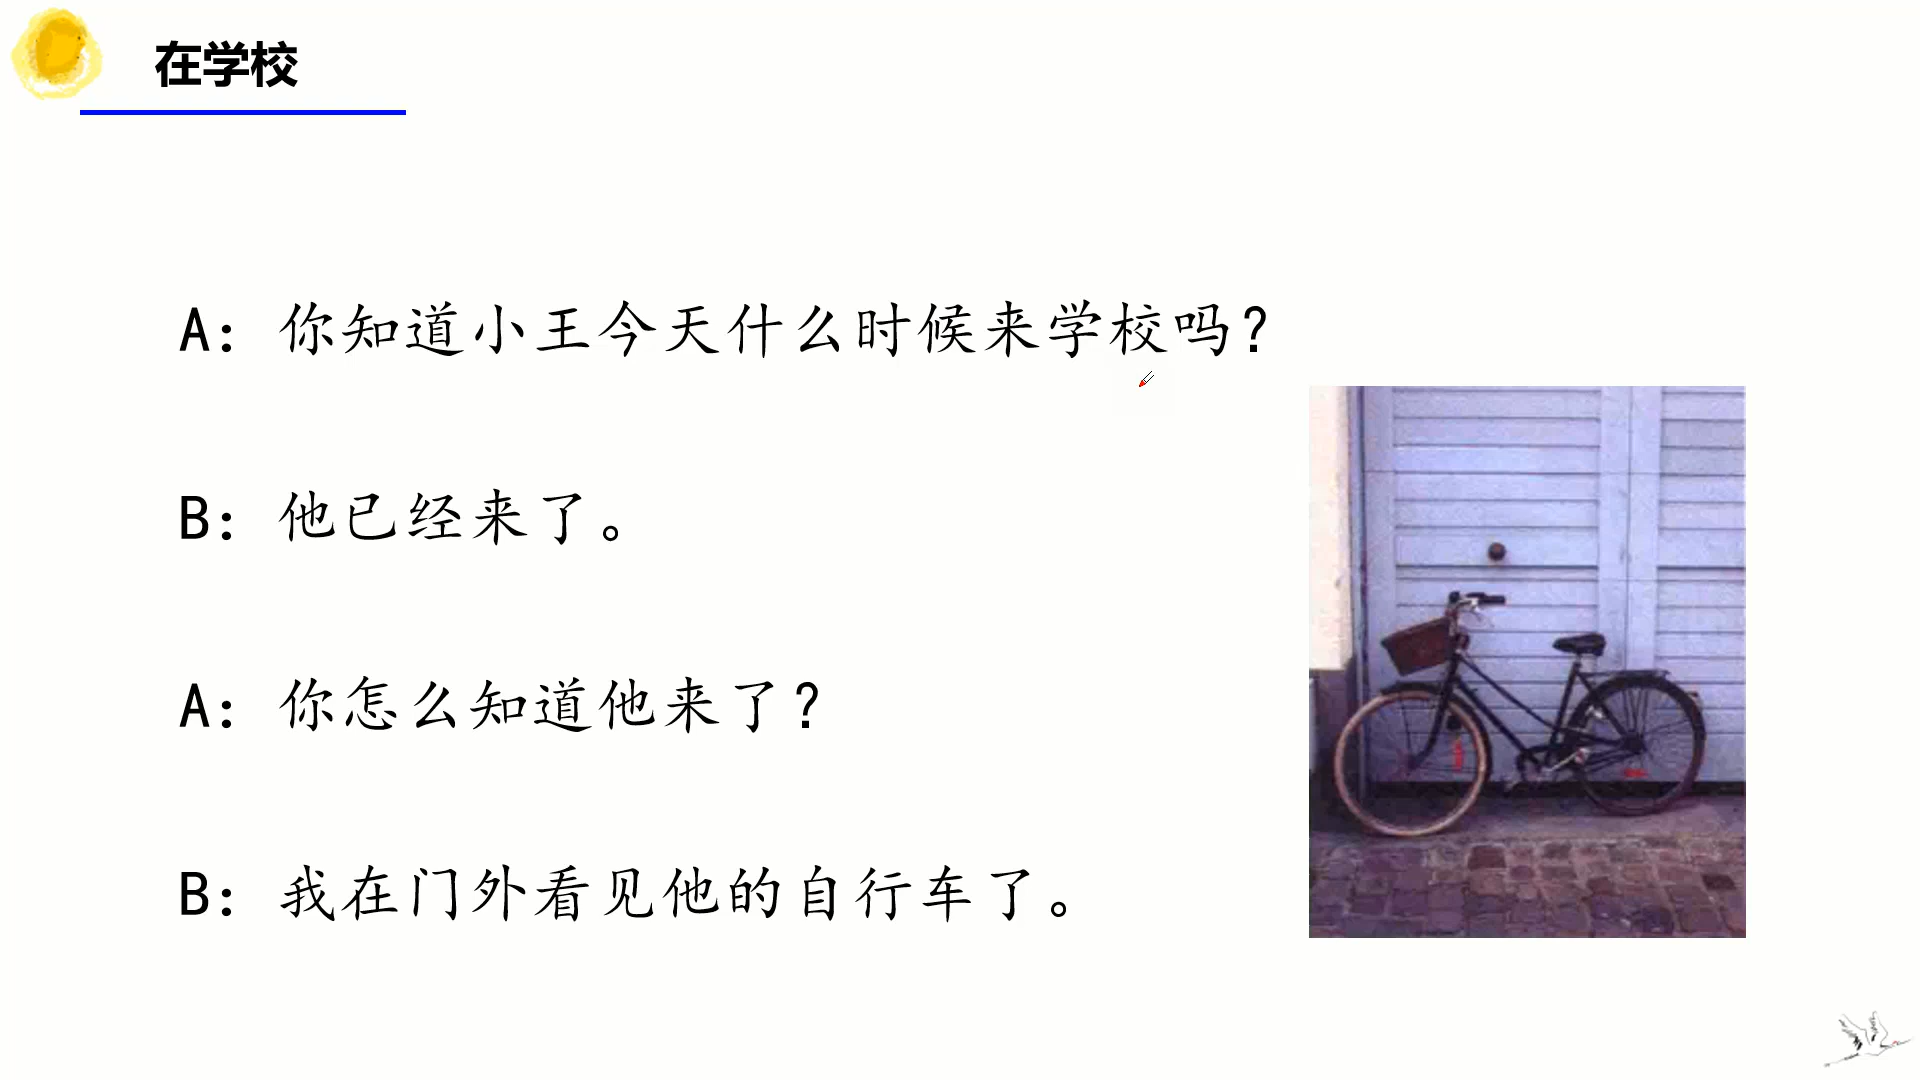 在学校
A：你知道小王今天什么时候来学校吗？
B：他已经来了。
A：你怎么知道他来了？
B：我在门外看见他的自行车了。